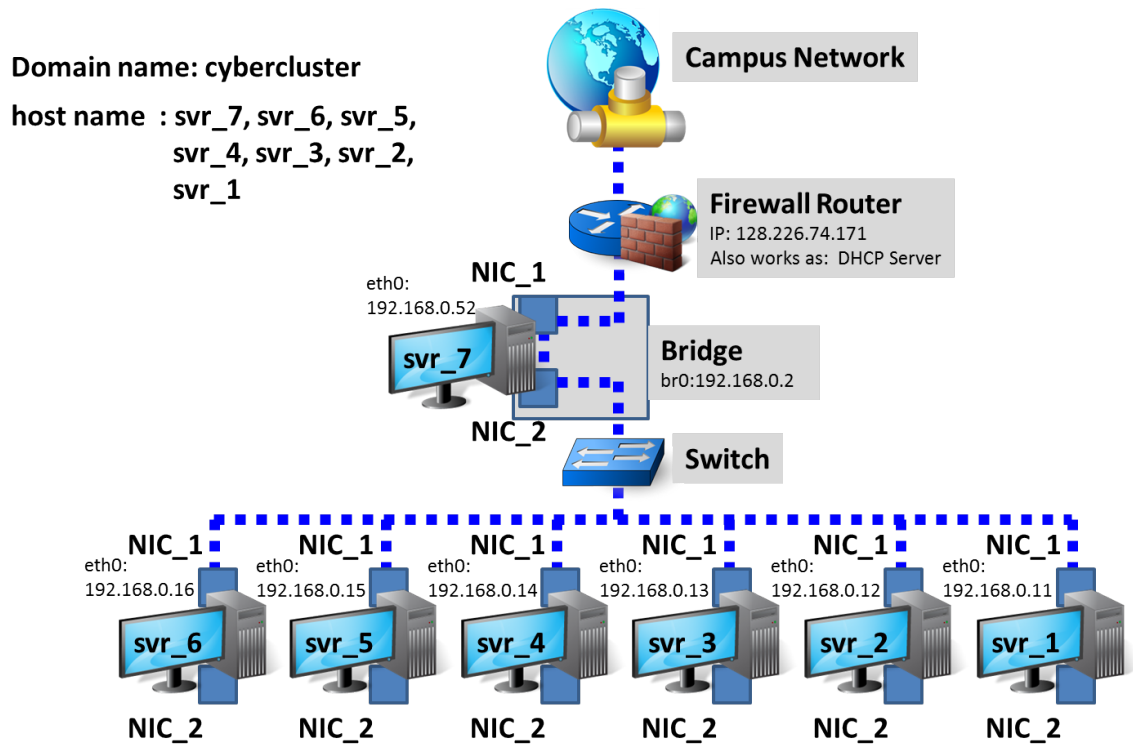 Domain name: cybercluster
host name : svr_7, svr_6, svr_5,
svr_4, svr_3, svr_2,
svr_1
Campus Network
Firewall Router
IP: 128.226.74.171
Also works as: DHCP Server
NIC_1
eth0:
192.168.0.52
svr_7
Bridge
br0:192.168.0.2
NIC_2
Switch
NIC_1 NIC_1 NIC_1 NIC_1 NIC_1 NIC_1
eth0: eth0: eth0: eth0: eth0: eth0:
192.168.0.16 192.168.0.15 192.168.0.14 192.168.0.13 192.168.0.12 192.168.0.11
svr_6 svr_5 svr_4 svr_3 svr_2 svr_1
NIC_2 NIC_2 NIC_2 NIC_2 NIC_2 NIC_2